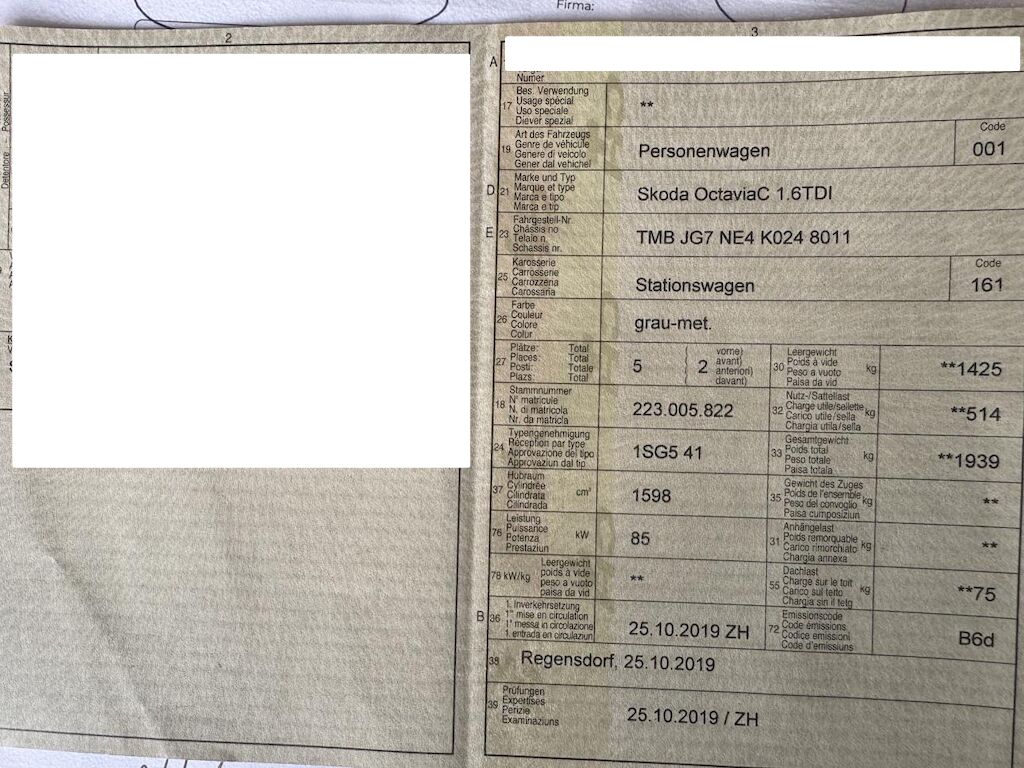 Firma:
2
3
Detentore - Possessur
A
Numer
17 Bes. Verwendung
Usage spécial
Uso speciale
Diever spezial
**
19 Art des Fahrzeugs
Genre de véhicule
Genere di veicolo
Gener dal vehichel
Personenwagen
Code
001
D 21 Marke und Typ
Marque et type
Marca e tipo
Marca e tip
Skoda OctaviaC 1.6TDI
E 23 Fahrgestell-Nr.
Châssis no
Telaio n.
Schassis nr.
TMB JG7 NE4 K024 8011
25 Karosserie
Carrosserie
Carrozzeria
Carossaria
Stationswagen
Code
161
26 Farbe
Couleur
Colore
Colur
grau-met.
27 Plätze: Total
Places: Total
Posti: Totale
Plazs: Total
5 ( 2 vorne)
avant)
anteriori)
davant)
30 Leergewicht
Poids à vide
Peso a vuoto
Paisa da vid
kg
**1425
18 Stammnummer
N° matricule
N. di matricola
Nr. da matricla
223.005.822
32 Nutz-/Sattellast
Charge utile/sellette
Carico utile/sella
Chargia utila/sella
kg
**514
24 Typengenehmigung
Réception par type
Approvazione del tipo
Approvaziun dal tip
1SG5 41
33 Gesamtgewicht
Poids total
Peso totale
Paisa totala
kg
**1939
37 Hubraum
Cylindrée
Cilindrata
Cilindrada
cm³
1598
35 Gewicht des Zuges
Poids de l'ensemble
Peso del convoglio
Paisa cumposiziun
kg
**
76 Leistung
Puissance
Potenza
Prestaziun
kW
85
31 Anhängelast
Poids remorquable
Carico rimorchiato
Chargia annexa
kg
**
78 kW/kg Leergewicht
poids à vide
peso a vuoto
paisa da vid
**
55 Dachlast
Charge sur le toit
Carico sul tetto
Chargia sin il tetg
kg
**75
B 36 1. Inverkehrsetzung
1re mise en circulation
1a messa in circolazione
1. entrada en circulaziun
25.10.2019 ZH
72 Emissionscode
Code émissions
Codice emissioni
Code d'emissiuns
B6d
38 Regensdorf, 25.10.2019
39 Prüfungen
Expertises
Perizie
Examinaziuns
25.10.2019 / ZH